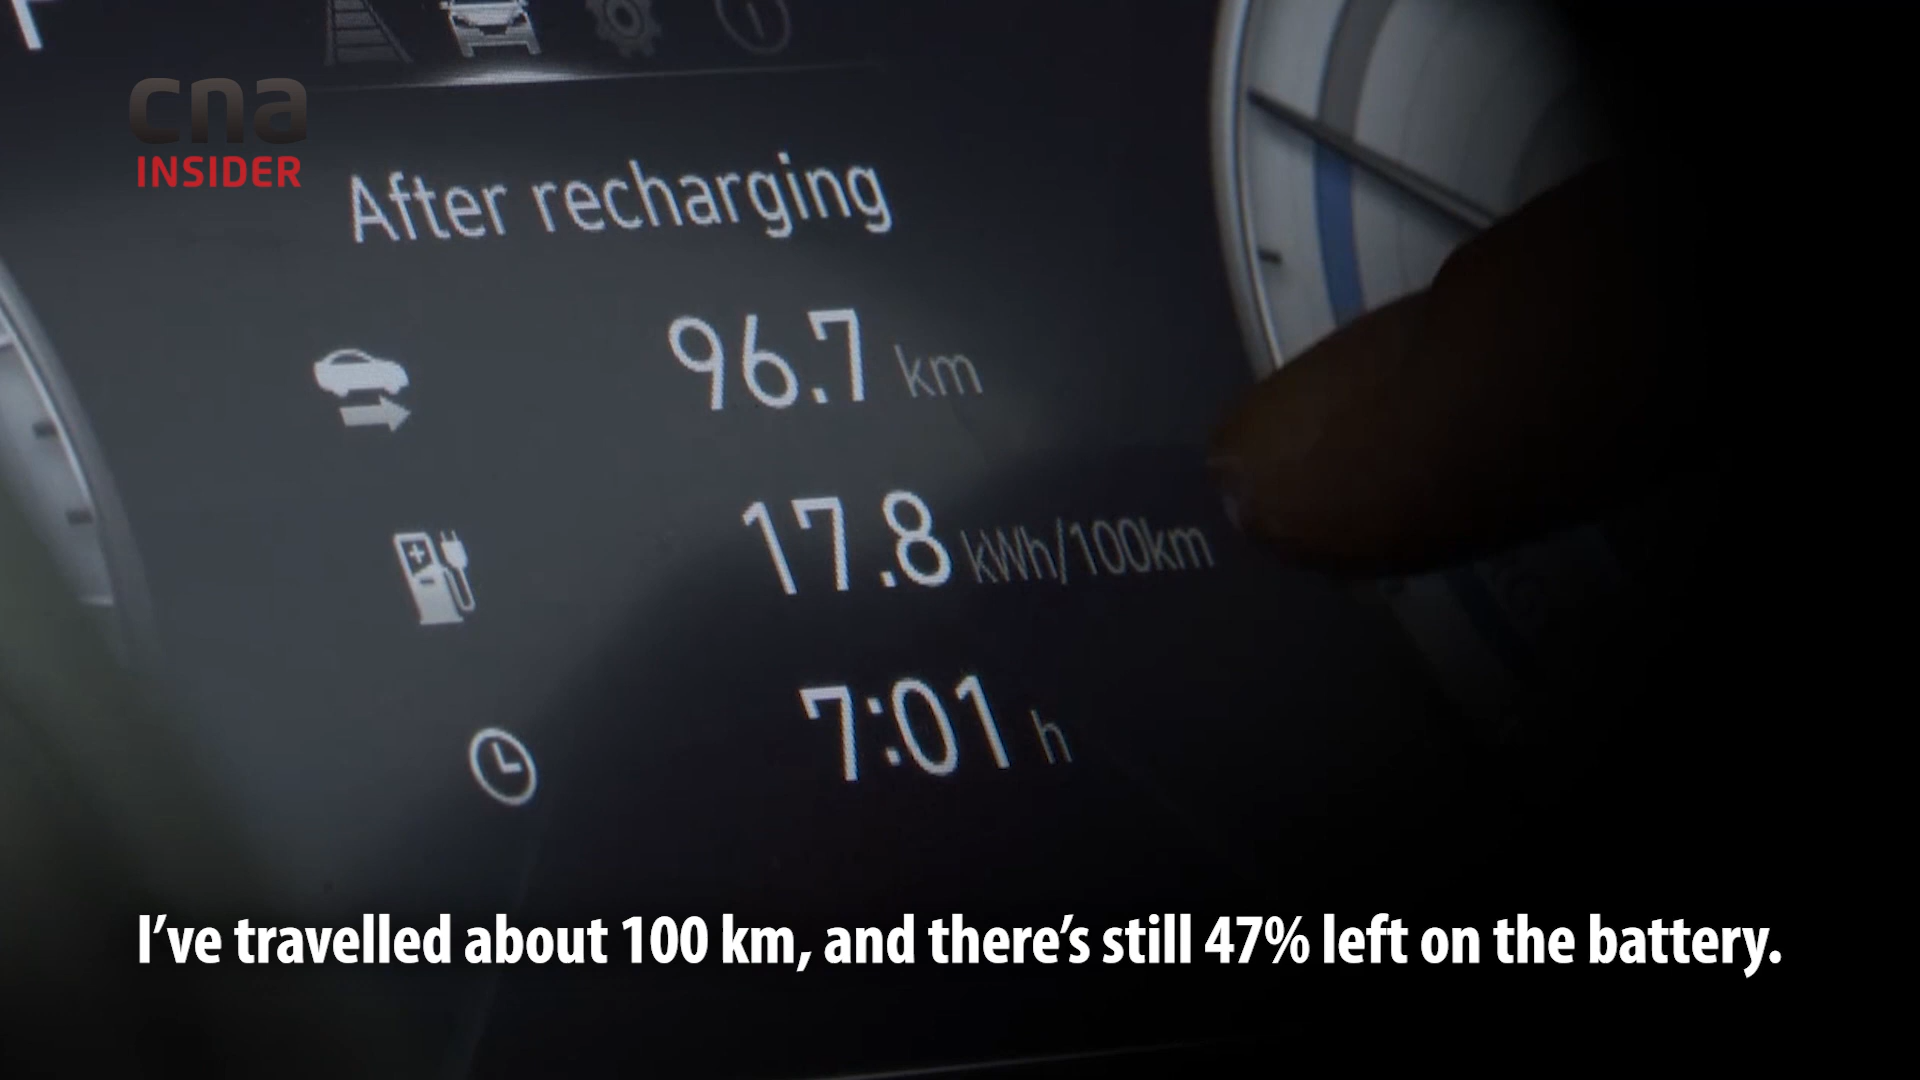 cna
INSIDER
After recharging
96.7 km
17.8 kWh/100km
7:01 h
I've travelled about 100 km, and there's still 47% left on the battery.